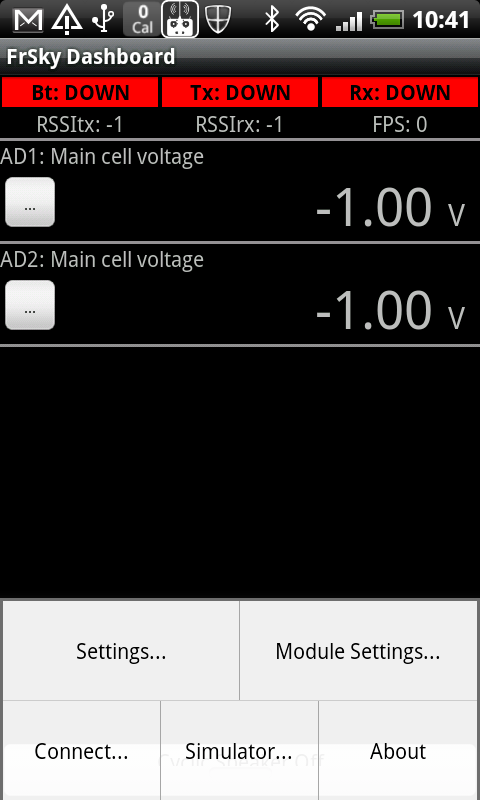 0
Cal
10:41
FrSky Dashboard
Bt: DOWN Tx: DOWN Rx: DOWN
RSSItx: -1 RSSIrx: -1 FPS: 0
AD1: Main cell voltage
... -1.00 V
AD2: Main cell voltage
... -1.00 V
Settings... Module Settings...
Connect... Simulator... About